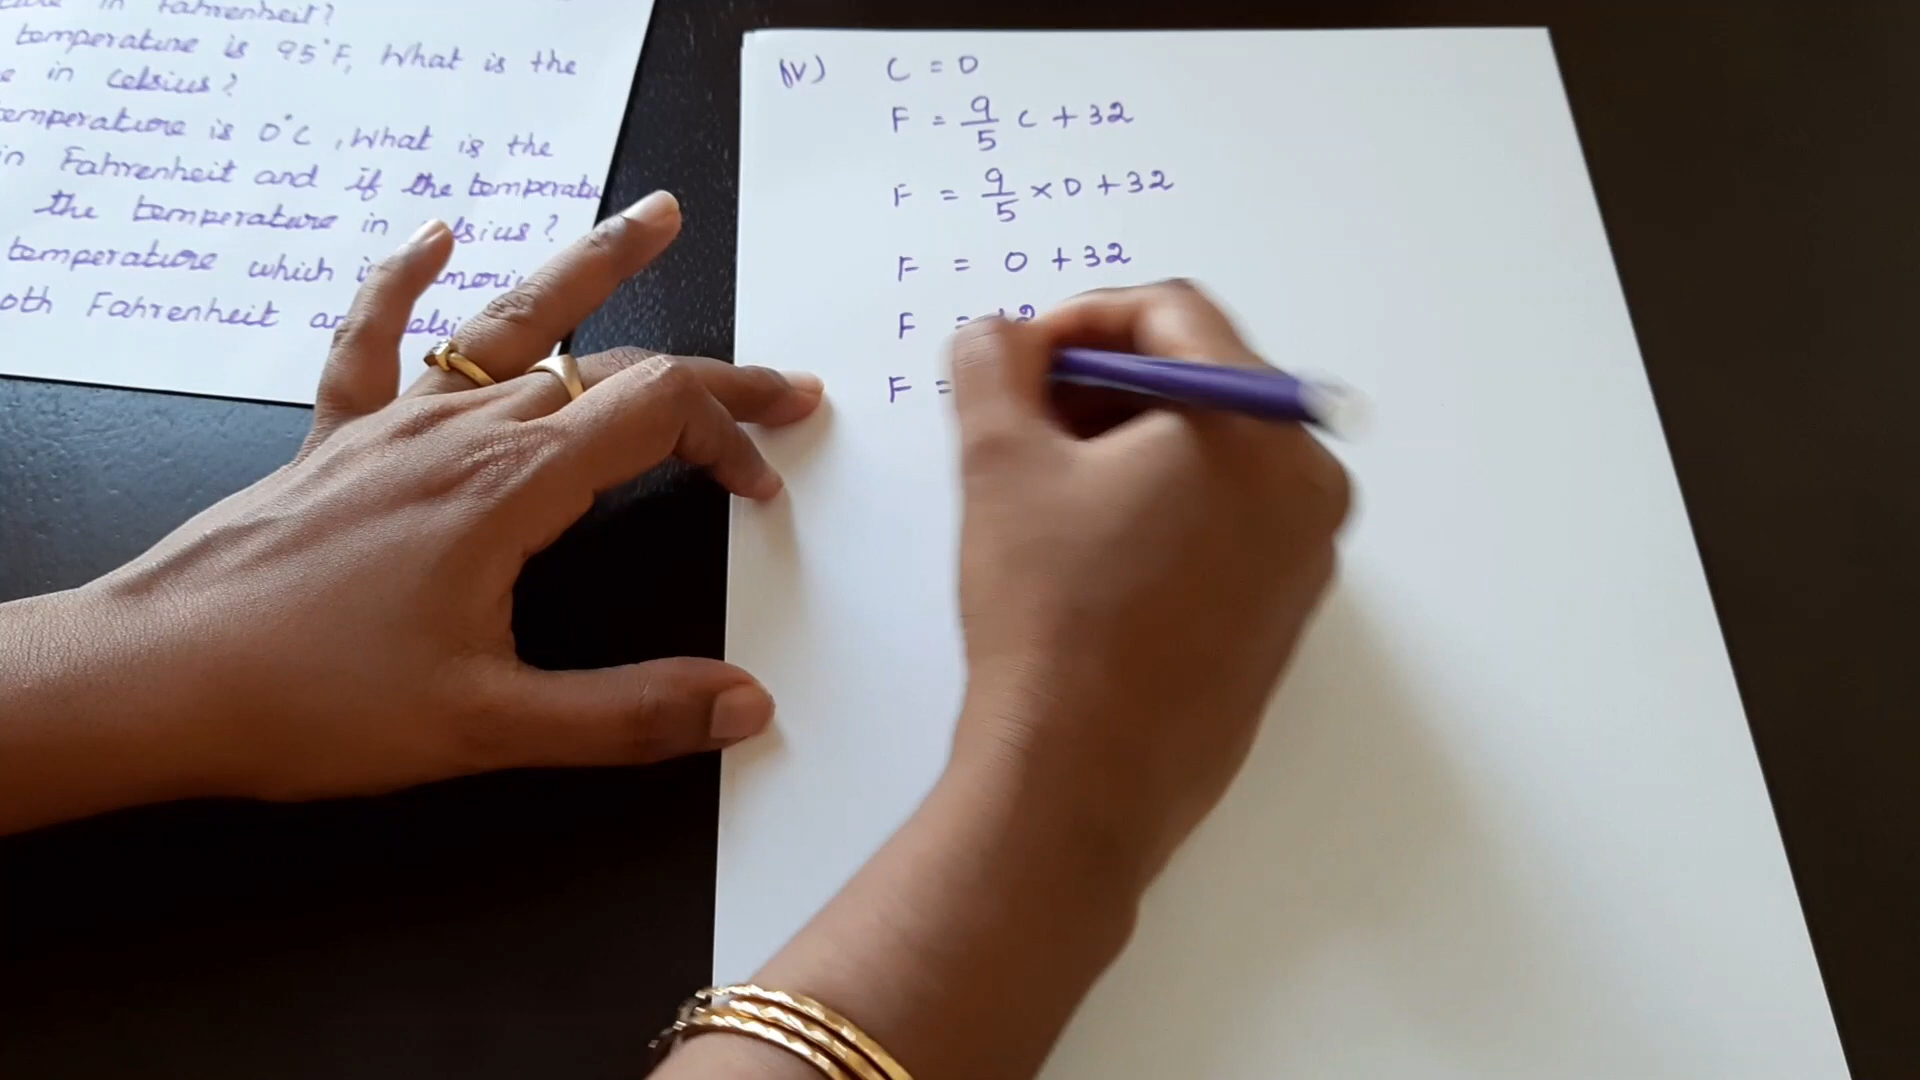 in Fahrenheit?
temperature is 95°F, What is the
in celsius?
temperature is 0°C, What is the
in Fahrenheit and if the
the temperature in
temperature which
Fahrenheit
(iv) C = 0
F = 9/5 C + 32
F = 9/5 × 0 + 32
F = 0 + 32
F =
F =